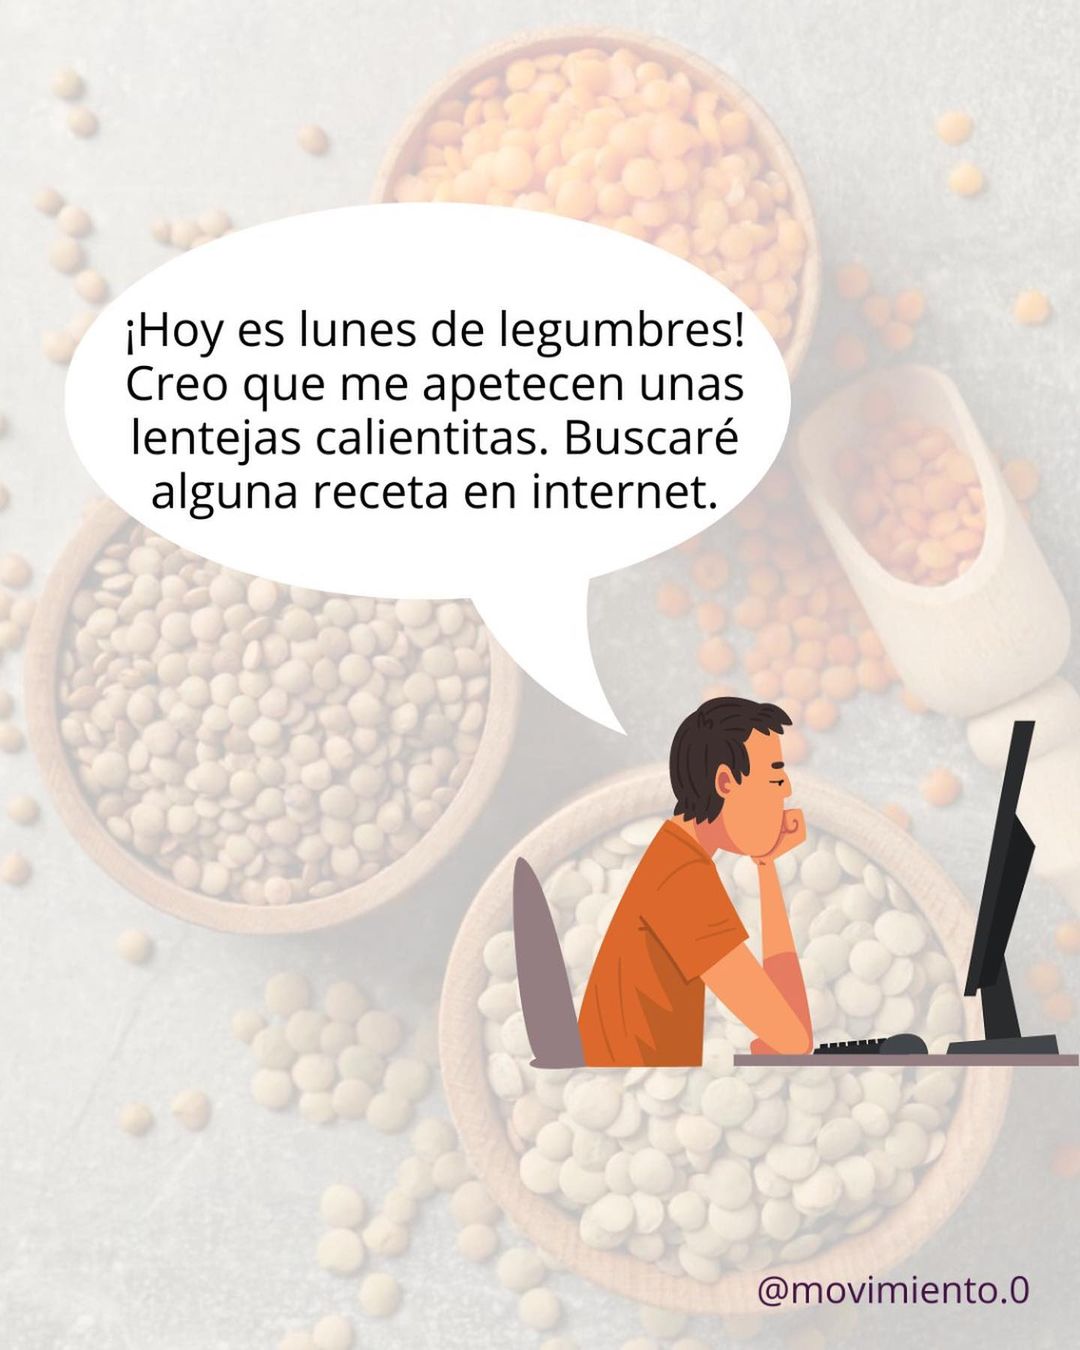 ¡Hoy es lunes de legumbres!
Creo que me apetecen unas
lentejas calientitas. Buscaré
alguna receta en internet.
@movimiento.0